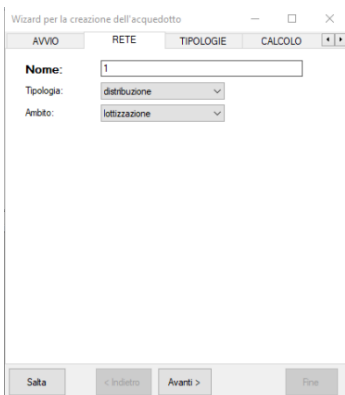 Wizard per la creazione dell'acquedotto
AVVIO RETE TIPOLOGIE CALCOLO
Nome: 1
Tipologia: distribuzione
Ambito: lottizzazione
Salta < Indietro Avanti > Fine